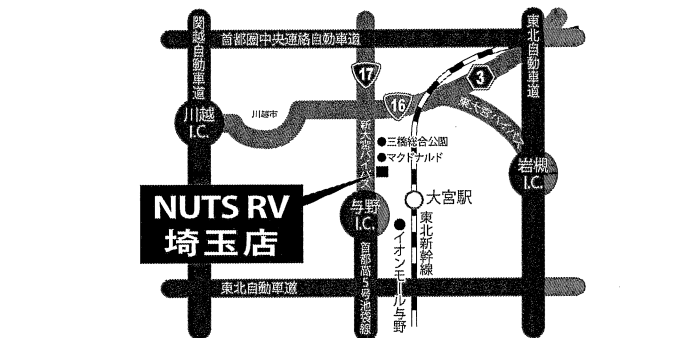 関越自動車道
首都圏中央連絡自動車道
東北自動車道
17
3
16
川越
I.C.
川越市
東大宮バイパス
新大宮バイパス
●三橋総合公園
●マクドナルド
岩槻
I.C.
NUTS RV
埼玉店
与野
I.C.
大宮駅
東北新幹線
●イオンモール与野
首都高5号池袋線
東北自動車道